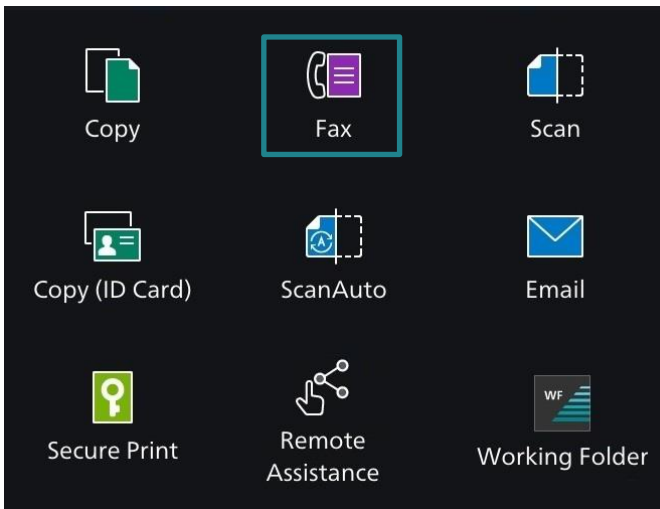 Copy
Fax
Scan
Copy (ID Card)
A
ScanAuto
Email
Secure Print
Remote
Assistance
WF
Working Folder